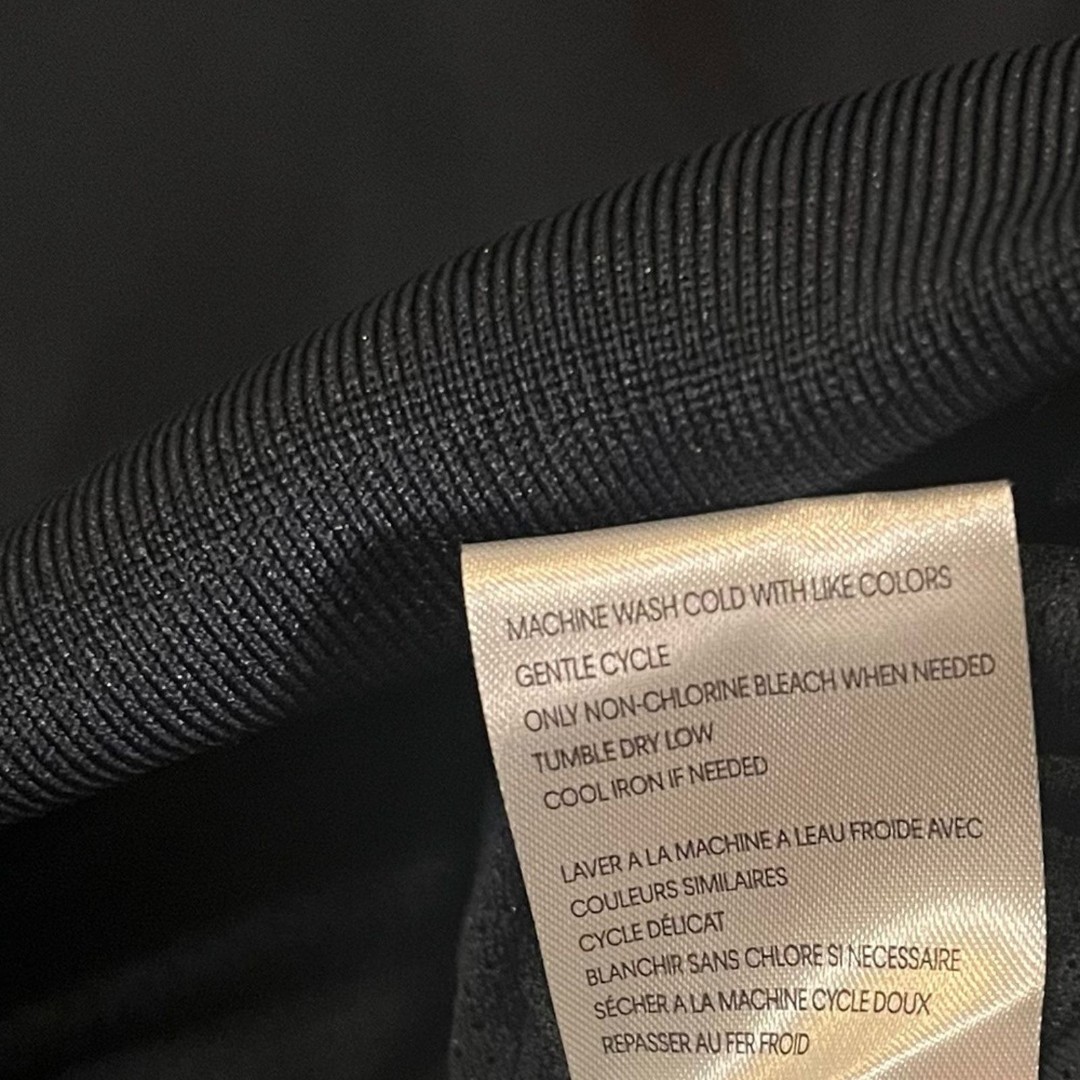 MACHINE WASH COLD WITH LIKE COLORS
GENTLE CYCLE
ONLY NON-CHLORINE BLEACH WHEN NEEDED
TUMBLE DRY LOW
COOL IRON IF NEEDED
LAVER A LA MACHINE A LEAU FROIDE AVEC
COULEURS SIMILAIRES
CYCLE DÉLICAT
BLANCHIR SANS CHLORE SI NECESSAIRE
SÉCHER A LA MACHINE CYCLE DOUX
REPASSER AU FER FROID